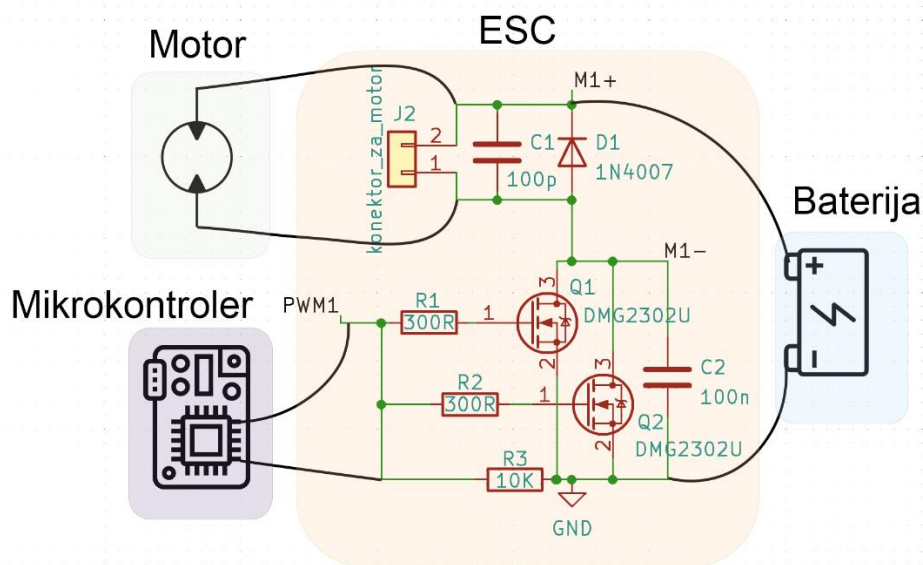 ESC
Motor
M1+
konektor_za_motor
J2
2
1
C1
100p
D1
1N4007
Baterija
+
-
M1-
Mikrokontroler
PWM1
R1
300R
1
3
Q1
DMG2302U
2
R2
300R
1
3
Q2
DMG2302U
2
C2
100n
R3
10K
GND